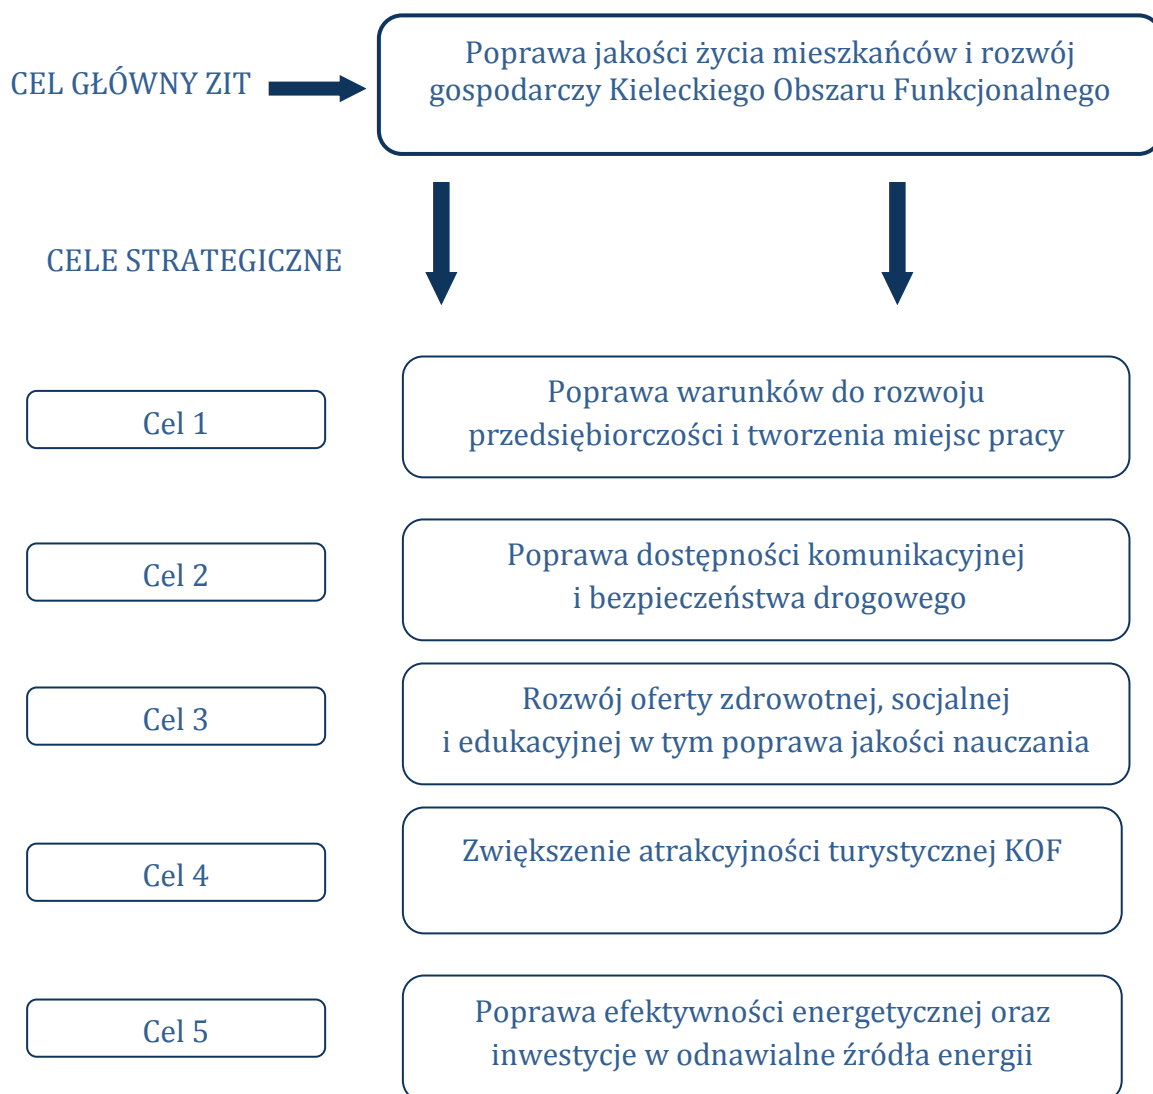 CEL GŁÓWNY ZIT
Poprawa jakości życia mieszkańców i rozwój
gospodarczy Kieleckiego Obszaru Funkcjonalnego
CELE STRATEGICZNE
Cel 1
Poprawa warunków do rozwoju
przedsiębiorczości i tworzenia miejsc pracy
Cel 2
Poprawa dostępności komunikacyjnej
i bezpieczeństwa drogowego
Cel 3
Rozwój oferty zdrowotnej, socjalnej
i edukacyjnej w tym poprawa jakości nauczania
Cel 4
Zwiększenie atrakcyjności turystycznej KOF
Cel 5
Poprawa efektywności energetycznej oraz
inwestycje w odnawialne źródła energii